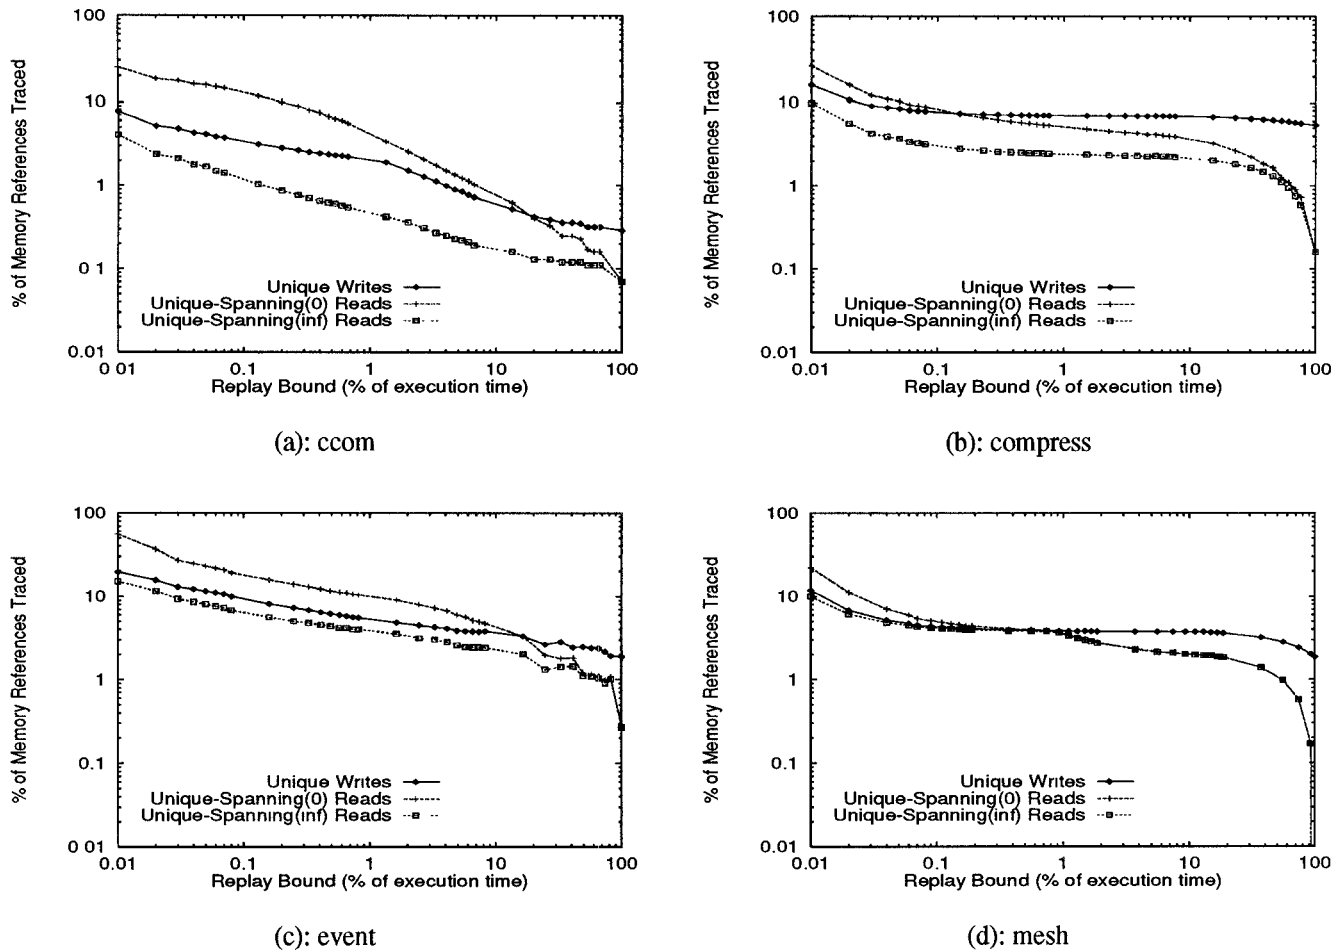 100
10
1
0.1
0.01
% of Memory References Traced
Unique Writes
Unique-Spanning(0) Reads
Unique-Spanning(inf) Reads
0 01 0.1 1 10 100
Replay Bound (% of execution time)
(a): ccom
100
10
1
0.1
0.01
% of Memory References Traced
Unique Writes
Unique-Spanning(0) Reads
Unique-Spanning(inf) Reads
0.01 0.1 1 10 100
Replay Bound (% of execution time)
(b): compress
100
10
1
0.1
0 01
% of Memory References Traced
Unique Writes
Unique-Spanning(0) Reads
Unique-Spanning(inf) Reads
0.01 0.1 1 10 100
Replay Bound (% of execution time)
(c): event
100
10
1
0.1
0 01
% of Memory References Traced
Unique Writes
Unique-Spanning(0) Reads
Unique-Spanning(inf) Reads
0.01 0.1 1 10 100
Replay Bound (% of execution time)
(d): mesh